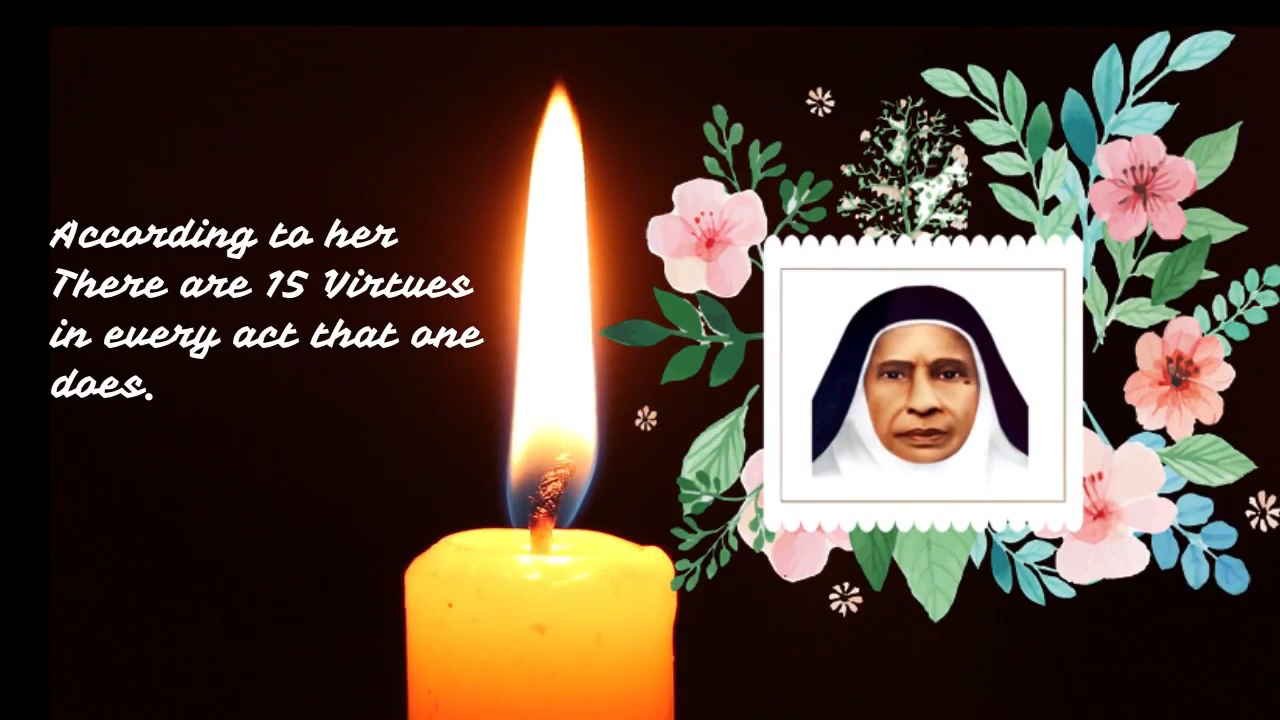 According to her
There are 15 Virtues
in every act that one
does.